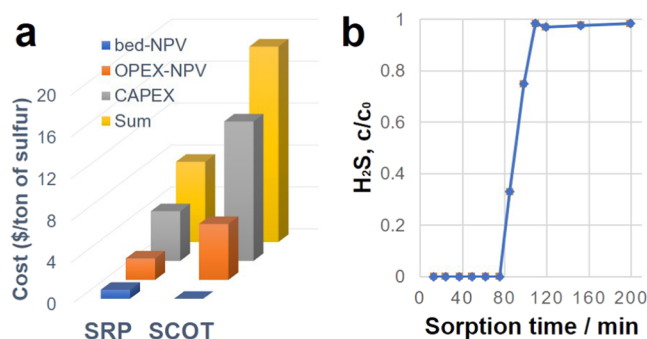 a
bed-NPV
OPEX-NPV
CAPEX
Sum
Cost ($/ton of sulfur)
20
16
12
8
4
0
SRP SCOT
b
H₂S, c/c₀
1
0.8
0.6
0.4
0.2
0
0 40 80 120 160 200
Sorption time / min